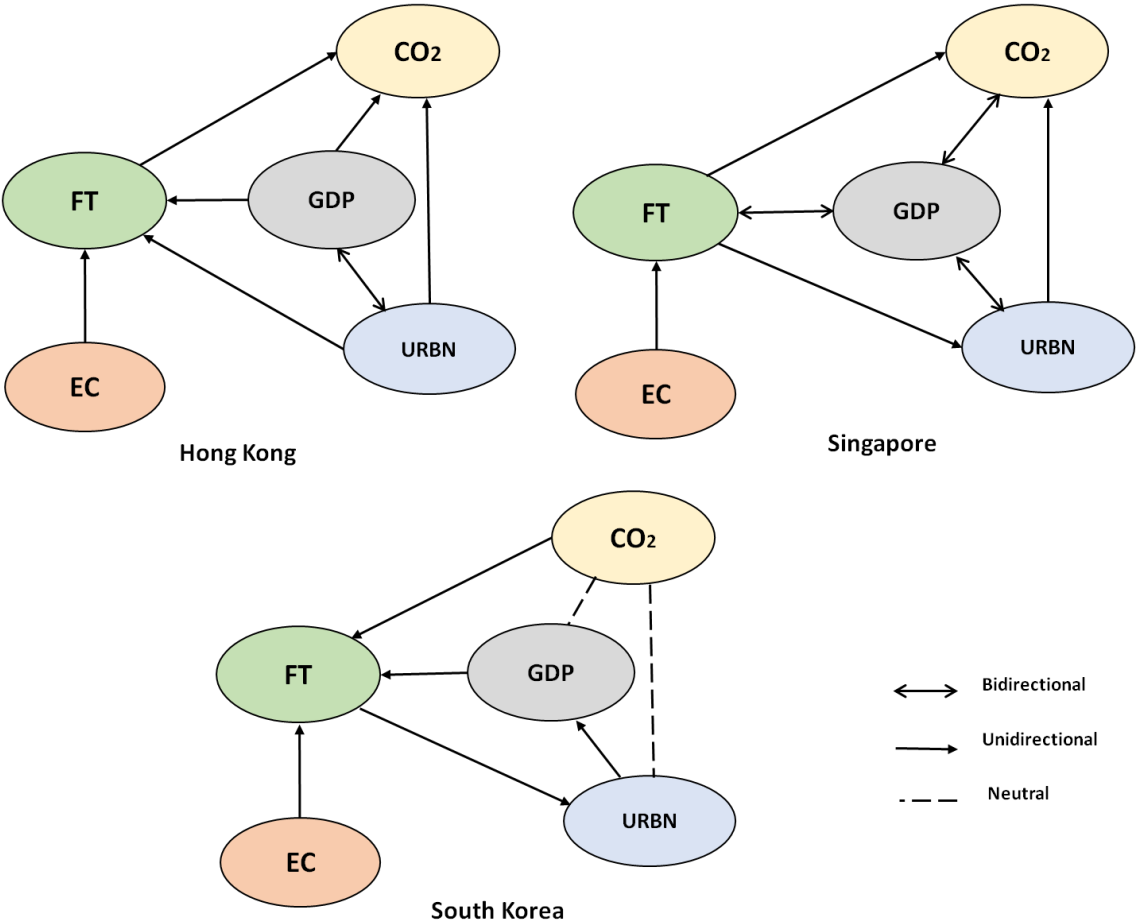 CO2
FT
GDP
URBN
EC
Hong Kong
CO2
FT
GDP
URBN
EC
Singapore
CO2
FT
GDP
URBN
EC
South Korea
Bidirectional
Unidirectional
Neutral